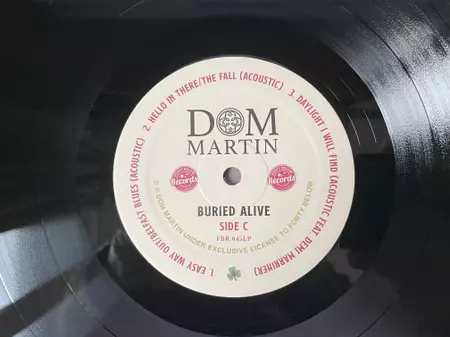 DOM
MARTIN
Records
Records
BURIED ALIVE
SIDE C
FBR 045LP
1. EASY WAY OUT/BELFAST BLUES (ACOUSTIC) 2. HELLO IN THERE/THE FALL (ACOUSTIC) 3. DAYLIGHT I WILL FIND (ACOUSTIC FEAT. DEMI MARRINER)
DOM MARTIN UNDER EXCLUSIVE LICENSE TO FORTY BELOW